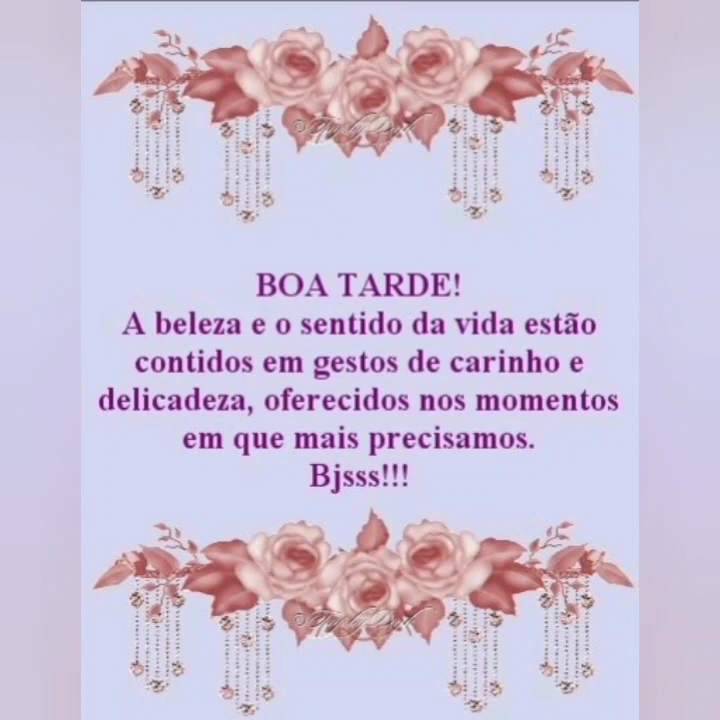 BOA TARDE!
A beleza e o sentido da vida estão
contidos em gestos de carinho e
delicadeza, oferecidos nos momentos
em que mais precisamos.
Bjsss!!!